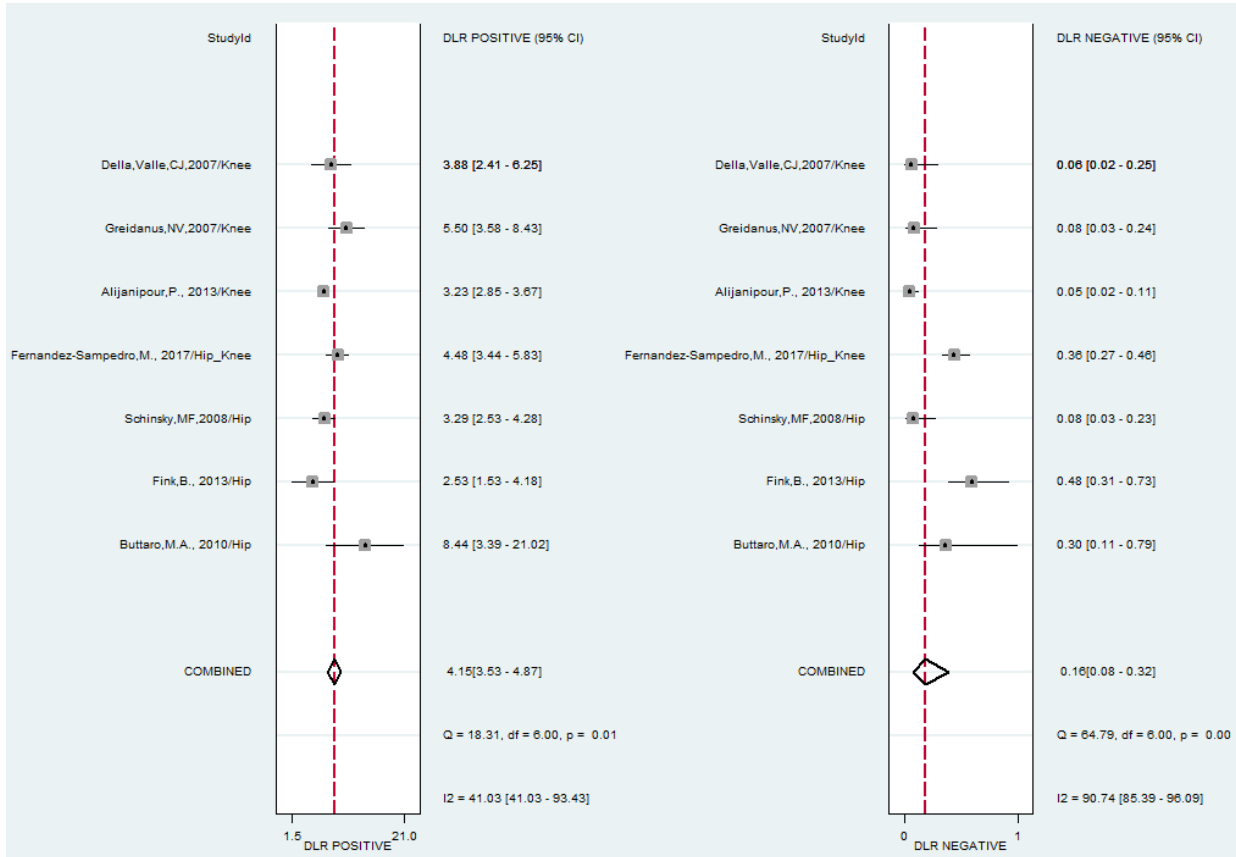 StudyId DLR POSITIVE (95% CI)
Della,Valle,CJ,2007/Knee 3.88 [2.41 - 6.25]
Greidanus,NV,2007/Knee 5.50 [3.58 - 8.43]
Alijanipour,P., 2013/Knee 3.23 [2.85 - 3.67]
Fernandez-Sampedro,M., 2017/Hip_Knee 4.48 [3.44 - 5.83]
Schinsky,MF,2008/Hip 3.29 [2.53 - 4.28]
Fink,B., 2013/Hip 2.53 [1.53 - 4.18]
Buttaro,M.A., 2010/Hip 8.44 [3.39 - 21.02]
COMBINED 4.15[3.53 - 4.87]
Q = 18.31, df = 6.00, p = 0.01
I2 = 41.03 [41.03 - 93.43]
1.5 21.0
DLR POSITIVE
StudyId DLR NEGATIVE (95% CI)
Della,Valle,CJ,2007/Knee 0.06 [0.02 - 0.25]
Greidanus,NV,2007/Knee 0.08 [0.03 - 0.24]
Alijanipour,P., 2013/Knee 0.05 [0.02 - 0.11]
Fernandez-Sampedro,M., 2017/Hip_Knee 0.36 [0.27 - 0.46]
Schinsky,MF,2008/Hip 0.08 [0.03 - 0.23]
Fink,B., 2013/Hip 0.48 [0.31 - 0.73]
Buttaro,M.A., 2010/Hip 0.30 [0.11 - 0.79]
COMBINED 0.16[0.08 - 0.32]
Q = 64.79, df = 6.00, p = 0.00
I2 = 90.74 [85.39 - 96.09]
0 1
DLR NEGATIVE